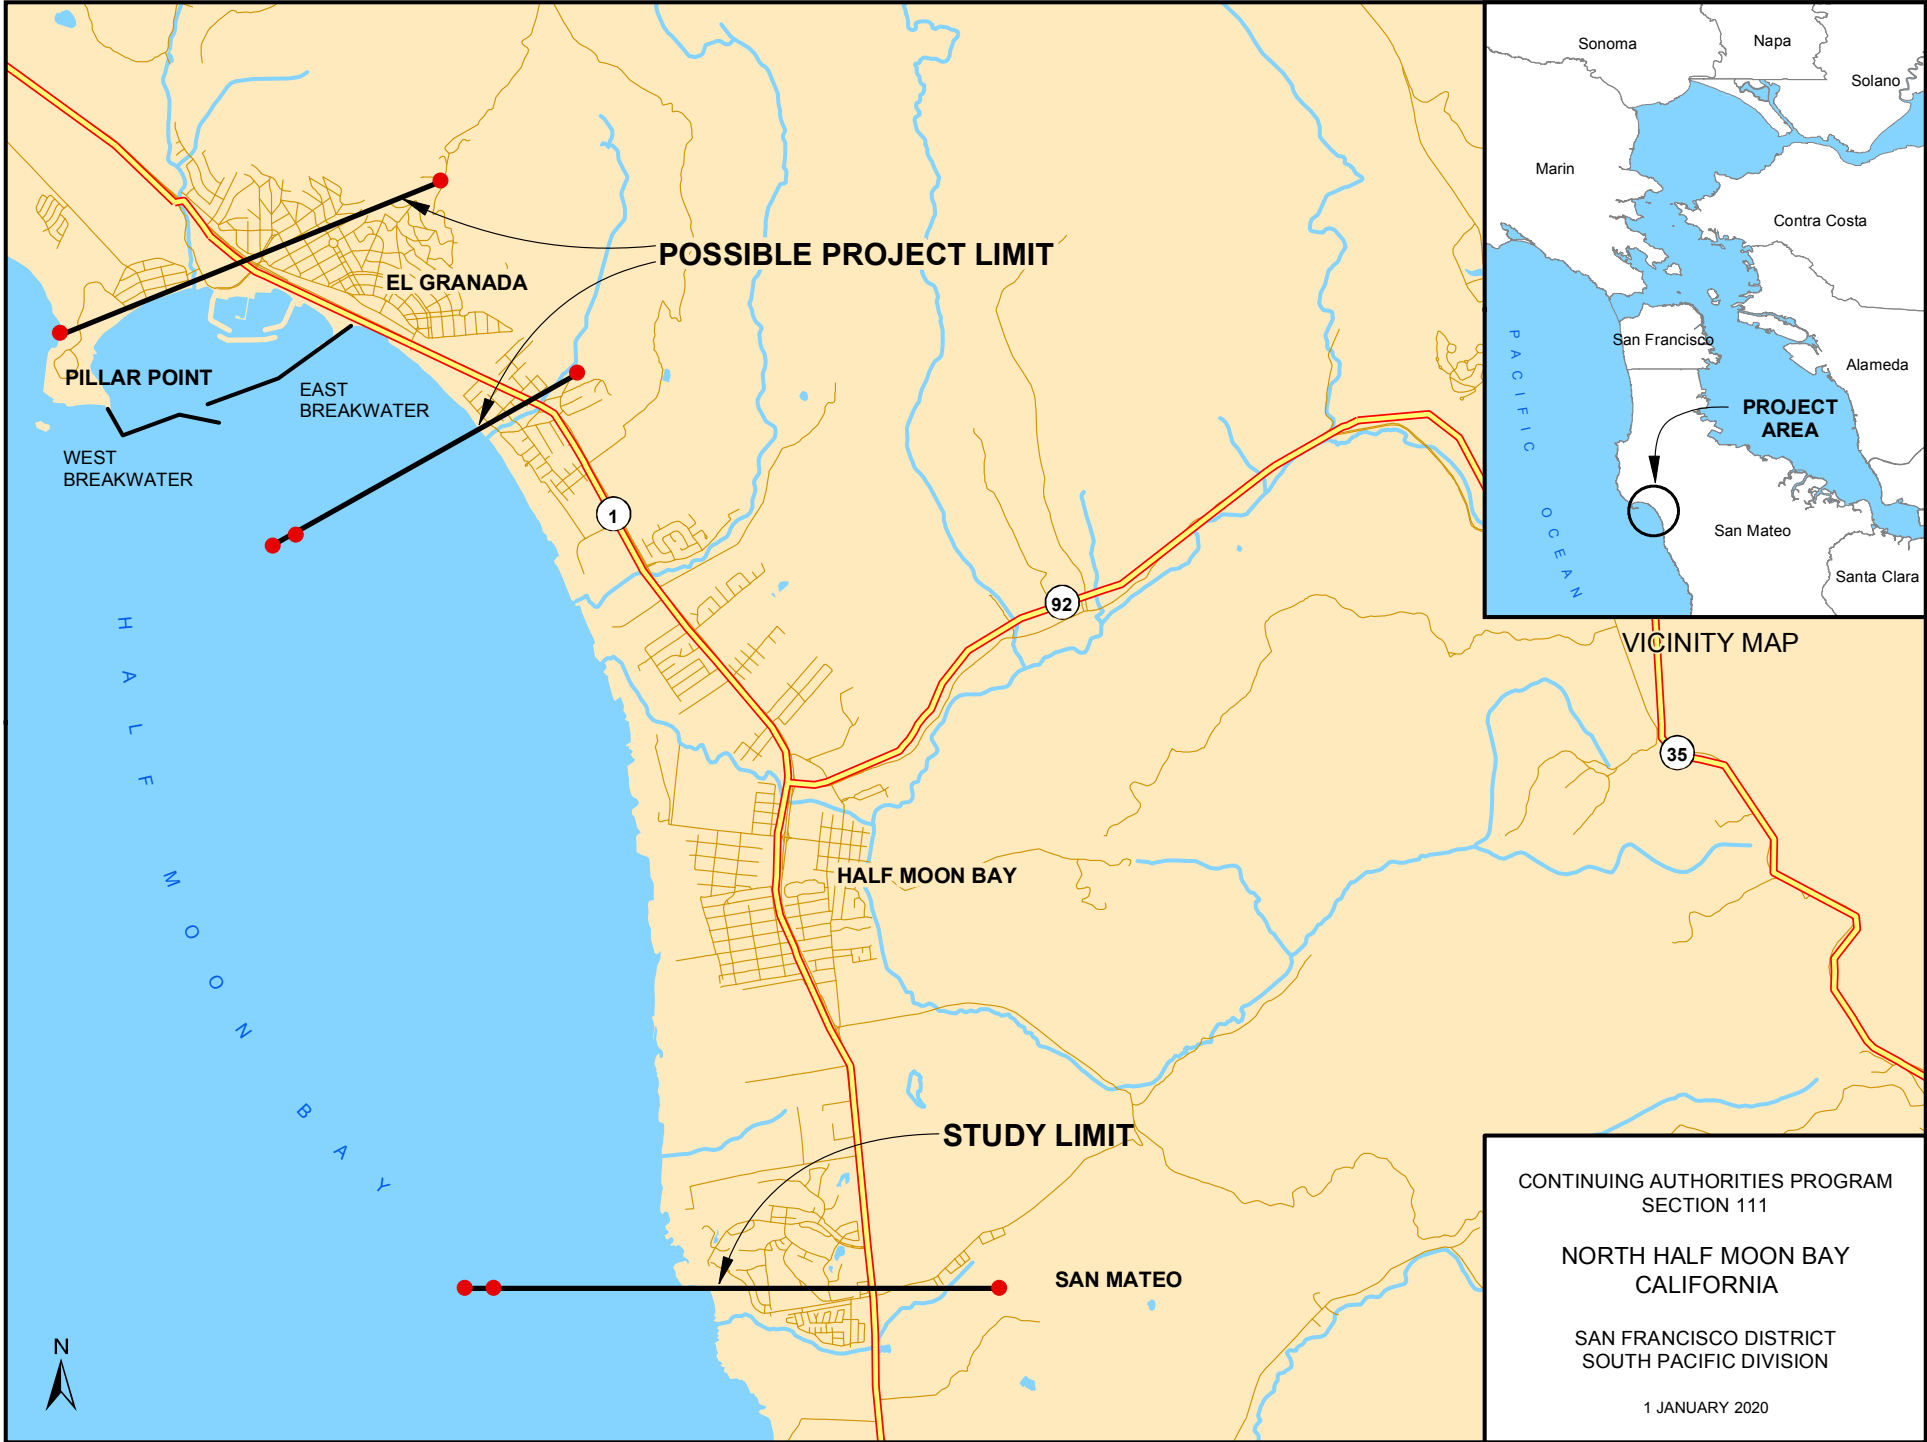 POSSIBLE PROJECT LIMIT
EL GRANADA
PILLAR POINT
EAST
BREAKWATER
WEST
BREAKWATER
1
92
35
HALF MOON BAY
HALF MOON BAY
STUDY LIMIT
SAN MATEO
N
Sonoma
Napa
Solano
Marin
Contra Costa
San Francisco
Alameda
PACIFIC OCEAN
PROJECT
AREA
San Mateo
Santa Clara
VICINITY MAP
CONTINUING AUTHORITIES PROGRAM
SECTION 111
NORTH HALF MOON BAY
CALIFORNIA
SAN FRANCISCO DISTRICT
SOUTH PACIFIC DIVISION
1 JANUARY 2020